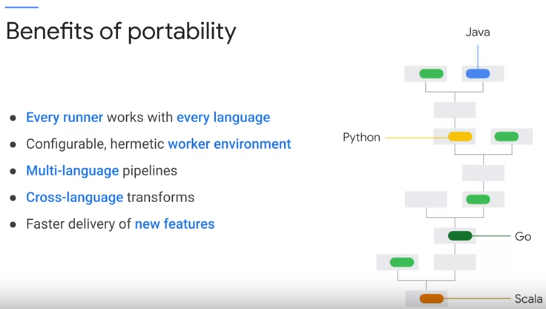 Benefits of portability
Java
Every runner works with every language
Configurable, hermetic worker environment
Python
Multi-language pipelines
Cross-language transforms
Faster delivery of new features
Go
Scala